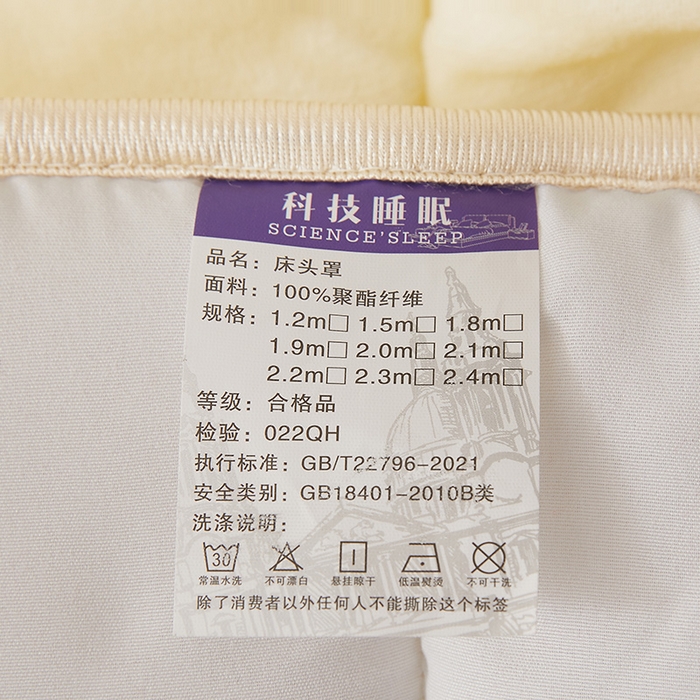 科技睡眠
SCIENCE'SLEEP
品名：床头罩
面料：100%聚酯纤维
规格：1.2m□ 1.5m□ 1.8m□
1.9m□ 2.0m□ 2.1m□
2.2m□ 2.3m□ 2.4m□
等级：合格品
检验：022QH
执行标准：GB/T22796-2021
安全类别：GB18401-2010B类
洗涤说明：
30
常温水洗 不可漂白 悬挂晾干 低温熨烫 不可干洗
除了消费者以外任何人不能撕除这个标签